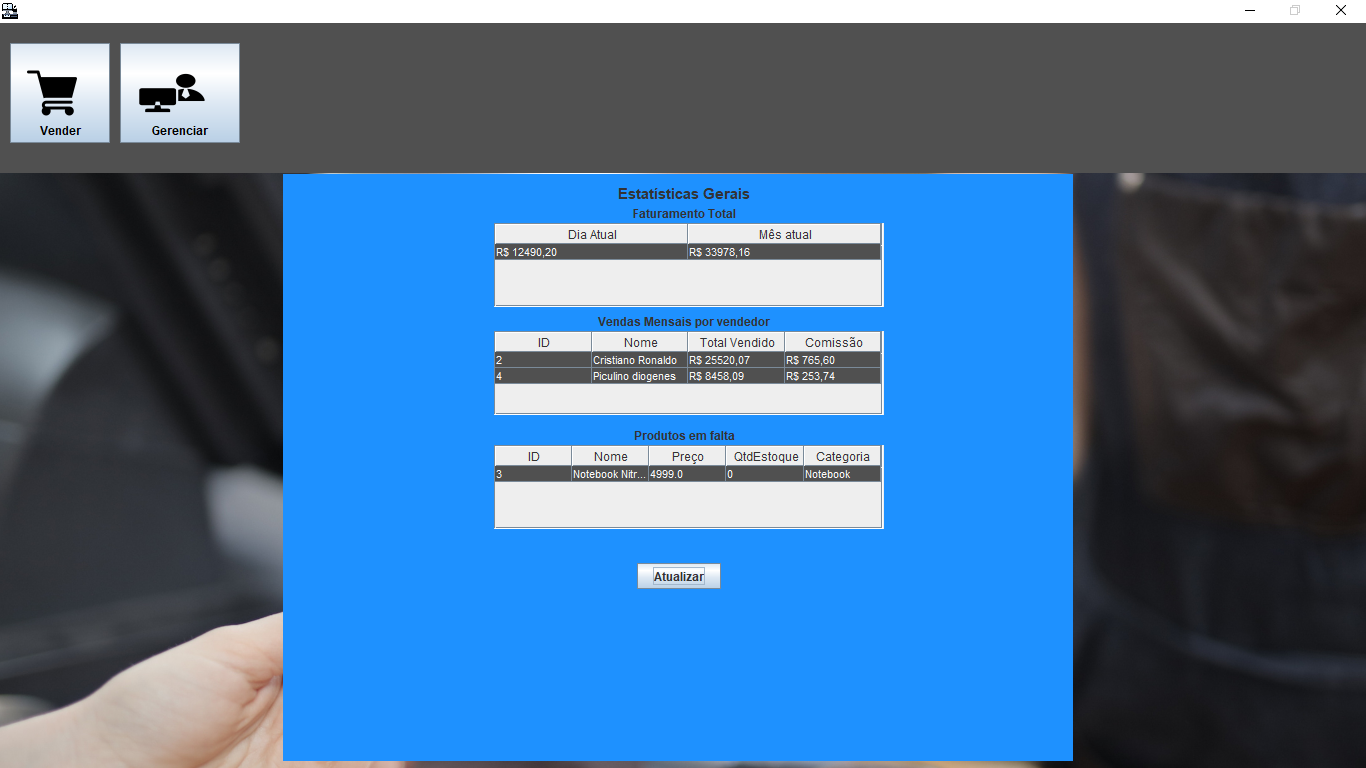 Vender Gerenciar
Estatísticas Gerais
Faturamento Total
Dia Atual Mês atual
R$ 12490,20 R$ 33978,16
Vendas Mensais por vendedor
ID Nome Total Vendido Comissão
2 Cristiano Ronaldo R$ 25520,07 R$ 765,60
4 Piculino diogenes R$ 8458,09 R$ 253,74
Produtos em falta
ID Nome Preço QtdEstoque Categoria
3 Notebook Nitr... 4999.0 0 Notebook
Atualizar